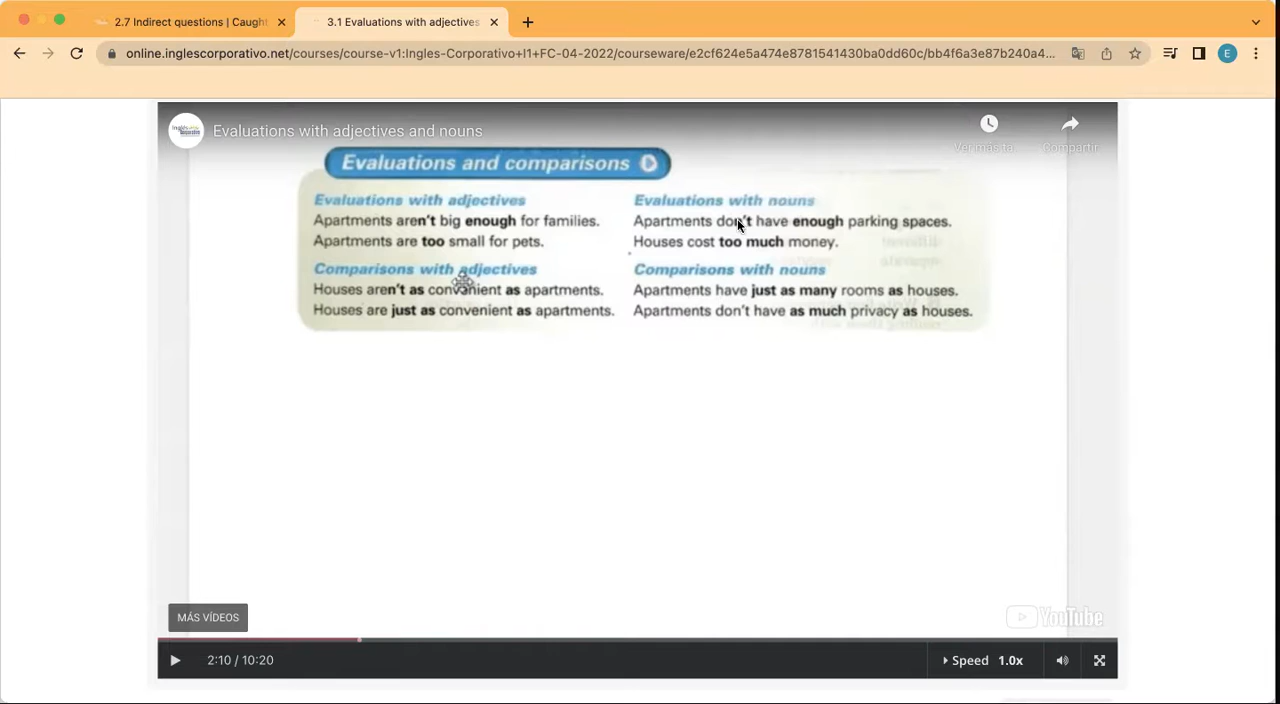 2.7 Indirect questions | Caught
3.1 Evaluations with adjectives
online.inglescorporativo.net/courses/course-v1:Ingles-Corporativo+I1+FC-04-2022/courseware/e2cf624e5a474e8781541430ba0dd60c/bb4f6a3e87b240a4...
E
Evaluations with adjectives and nouns
Ver más ta...
Compartir
Evaluations and comparisons
Evaluations with adjectives
Apartments aren't big enough for families.
Apartments are too small for pets.
Comparisons with adjectives
Houses aren't as convenient as apartments.
Houses are just as convenient as apartments.
Evaluations with nouns
Apartments don't have enough parking spaces.
Houses cost too much money.
Comparisons with nouns
Apartments have just as many rooms as houses.
Apartments don't have as much privacy as houses.
MÁS VÍDEOS
YouTube
2:10 / 10:20
Speed 1.0x